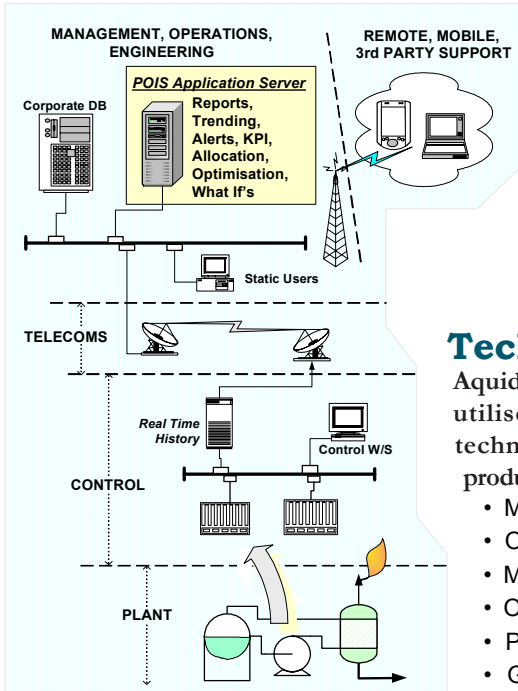 MANAGEMENT, OPERATIONS,
ENGINEERING
REMOTE, MOBILE,
3rd PARTY SUPPORT
POIS Application Server
Reports,
Trending,
Alerts, KPI,
Allocation,
Optimisation,
What If's
Corporate DB
Static Users
TELECOMS
Real Time
History
Control W/S
CONTROL
PLANT
Tec
Aquid
utilise
techn
produ
• M
• C
• M
• C
• P
• G